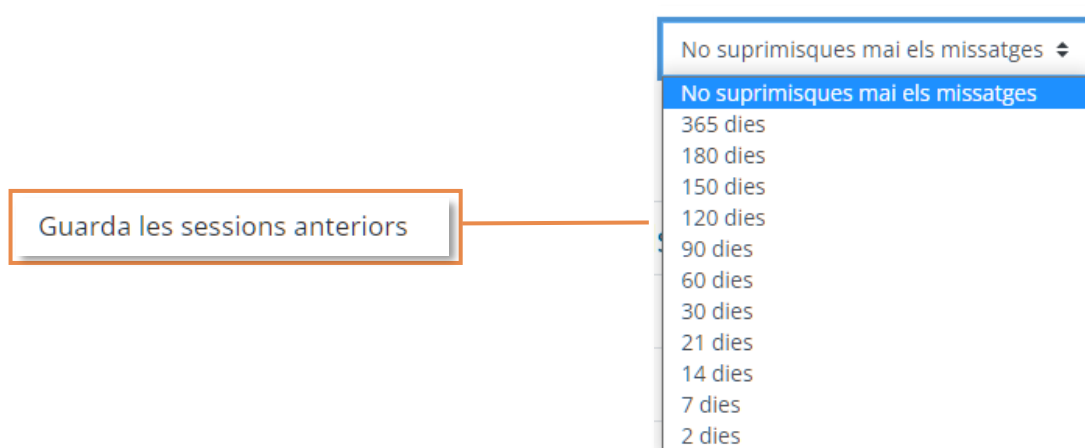 Guarda les sessions anteriors
No suprimisques mai els missatges
No suprimisques mai els missatges
365 dies
180 dies
150 dies
120 dies
90 dies
60 dies
30 dies
21 dies
14 dies
7 dies
2 dies